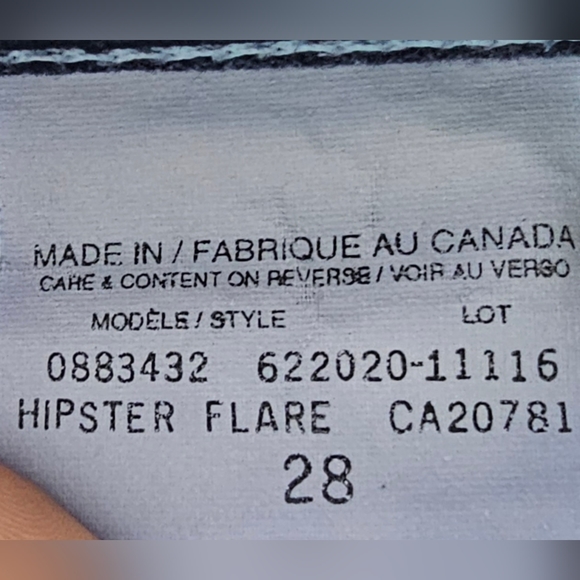 MADE IN / FABRIQUE AU CANADA
CARE & CONTENT ON REVERSE / VOIR AU VERSO
MODÈLE / STYLE LOT
0883432 622020-11116
HIPSTER FLARE CA20781
28